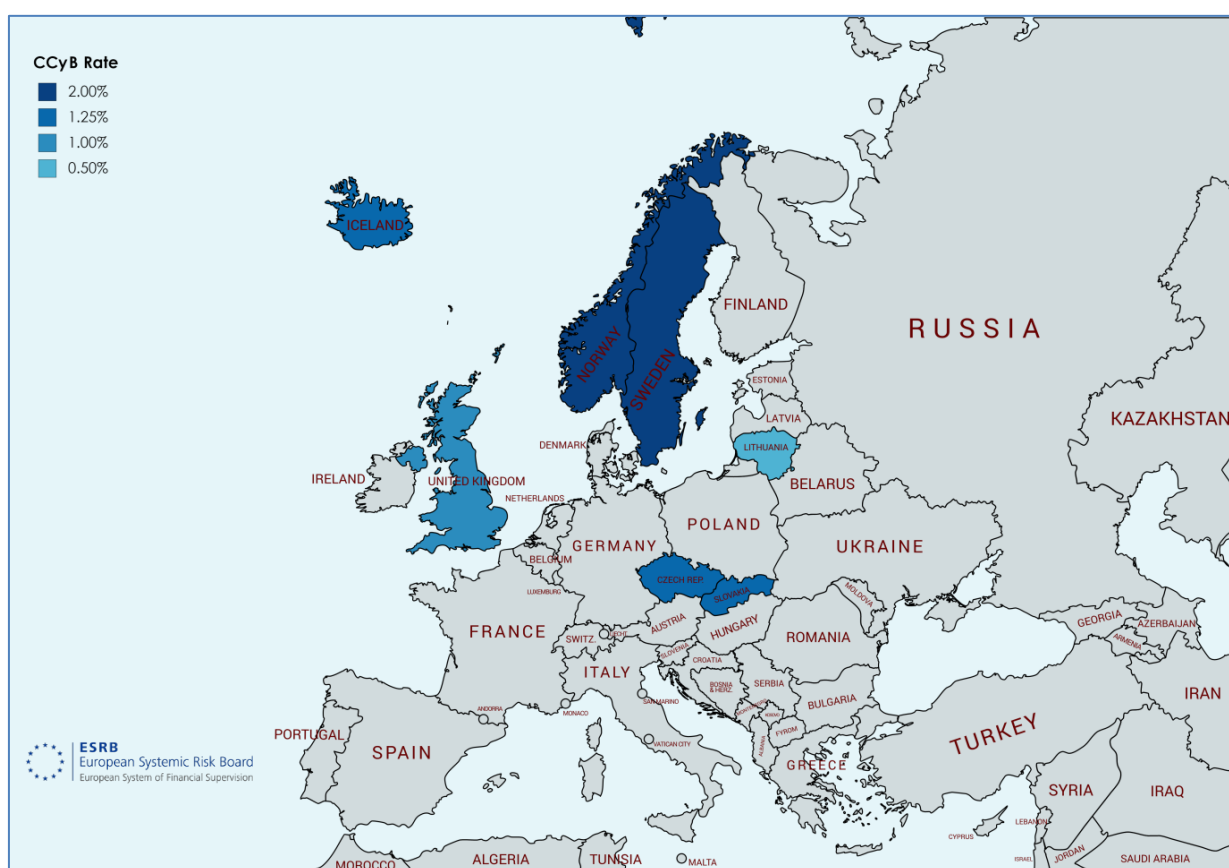 CCyB Rate
2.00%
1.25%
1.00%
0.50%
ICELAND
NORWAY
SWEDEN
FINLAND
RUSSIA
KAZAKHSTAN
ESTONIA
LATVIA
LITHUANIA
DENMARK
IRELAND
UNITED KINGDOM
NETHERLANDS
BELARUS
POLAND
GERMANY
UKRAINE
BELGIUM
LUXEMBURG
CZECH REP.
SLOVAKIA
MOLDOVA
FRANCE
SWITZ.
LIECHT.
AUSTRIA
HUNGARY
ROMANIA
SLOVENIA
CROATIA
ITALY
BOSNIA
& HERZ.
SERBIA
GEORGIA
AZERBAIJAN
ARMENIA
SAN MARINO
MONTENEGRO
KOSOVO
BULGARIA
ANDORRA
MONACO
IRAN
PORTUGAL
SPAIN
VATICAN CITY
ALBANIA
FYROM
GREECE
TURKEY
ESRB
European Systemic Risk Board
European System of Financial Supervision
SYRIA
IRAQ
CYPRUS
LEBANON
ISRAEL
JORDAN
SAUDI ARABIA
MOROCCO
ALGERIA
TUNISIA
MALTA